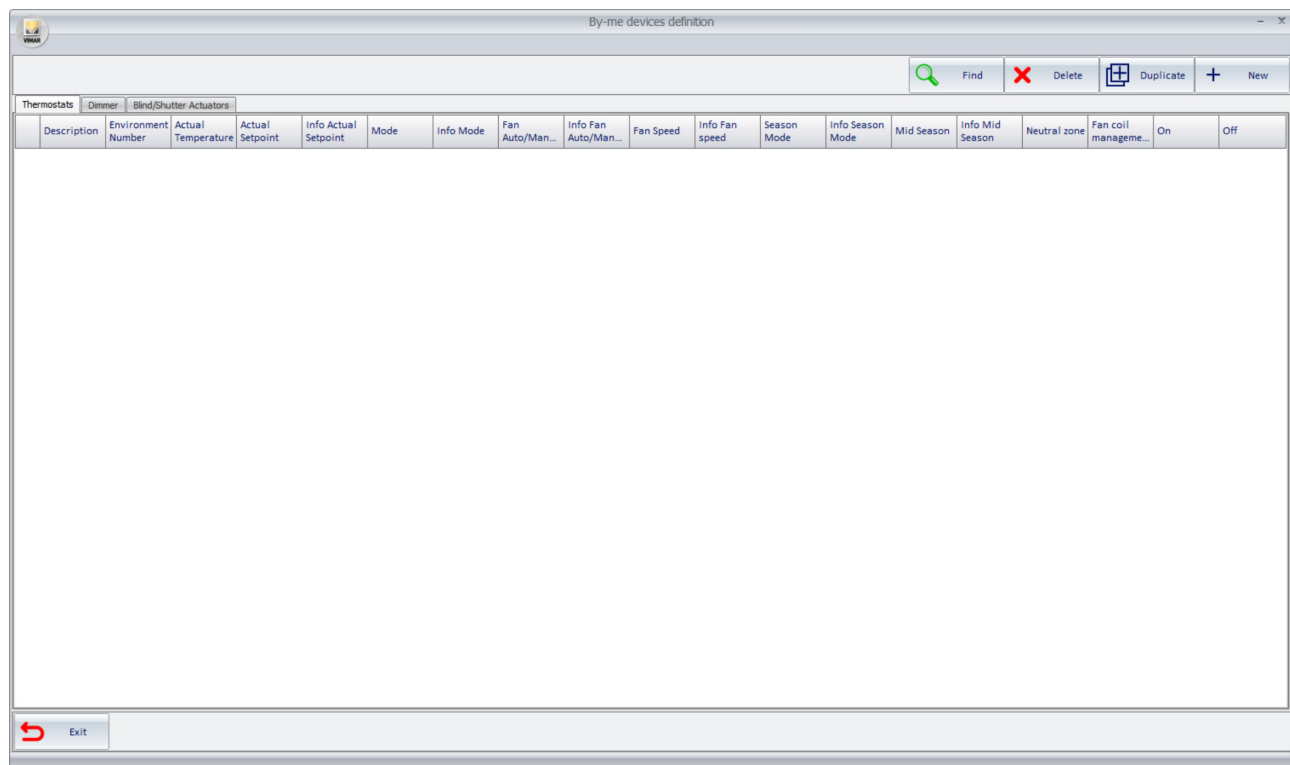 By-me devices definition
VIMAR
Find Delete Duplicate New
Thermostats Dimmer Blind/Shutter Actuators
Description Environment Number Actual Temperature Actual Setpoint Info Actual Setpoint Mode Info Mode Fan Auto/Man... Info Fan Auto/Man... Fan Speed Info Fan speed Season Mode Info Season Mode Mid Season Info Mid Season Neutral zone Fan coil manageme... On Off
Exit